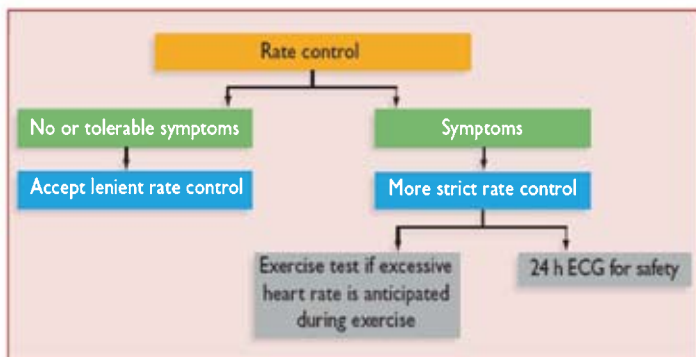 Rate control
No or tolerable symptoms
Symptoms
Accept lenient rate control
More strict rate control
Exercise test if excessive
heart rate is anticipated
during exercise
24 h ECG for safety